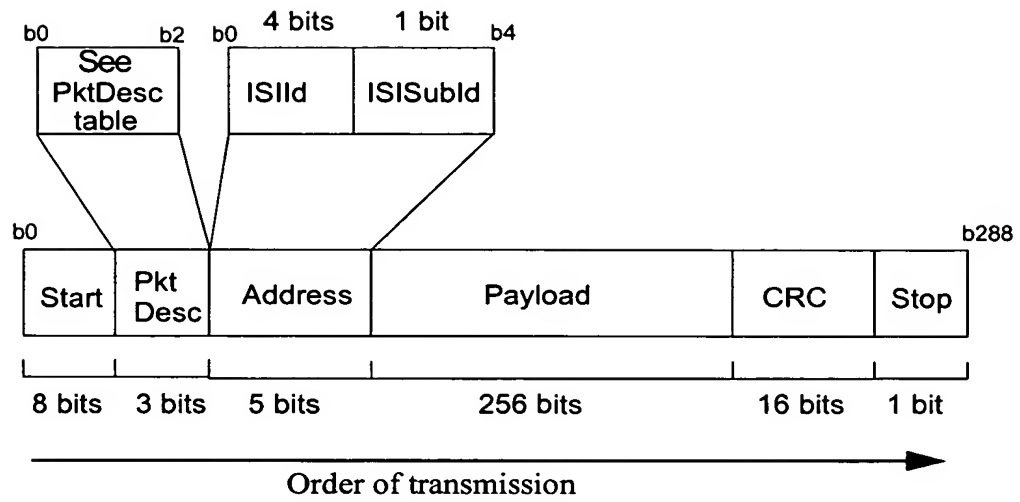 4 bits 1 bit
b0 b2 b0 b4
See
PktDesc
table
ISIId ISISubId
b0 b288
Start Pkt
Desc Address Payload CRC Stop
8 bits 3 bits 5 bits 256 bits 16 bits 1 bit
Order of transmission